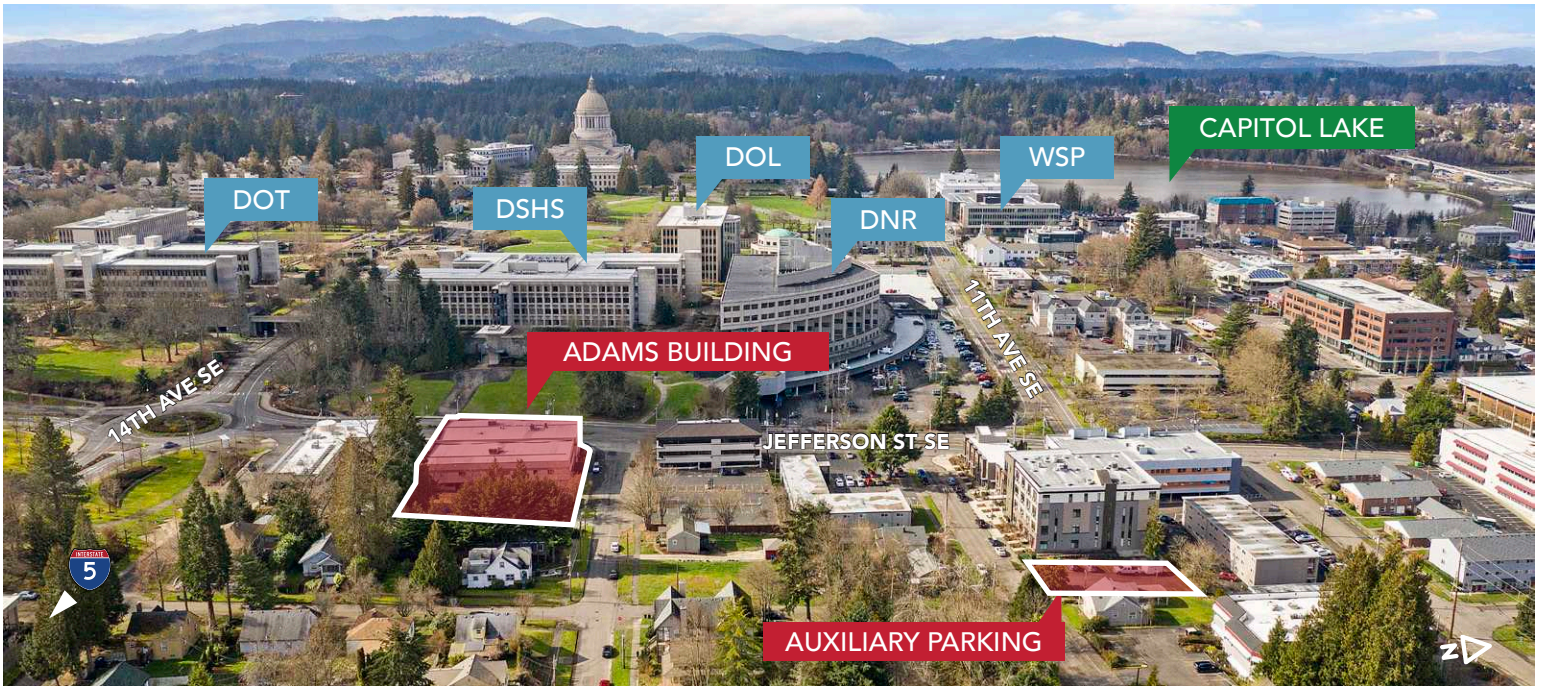 CAPITOL LAKE
DOL
WSP
DOT
DSHS
DNR
11TH AVE SE
ADAMS BUILDING
14TH AVE SE
JEFFERSON ST SE
INTERSTATE
5
AUXILIARY PARKING
N